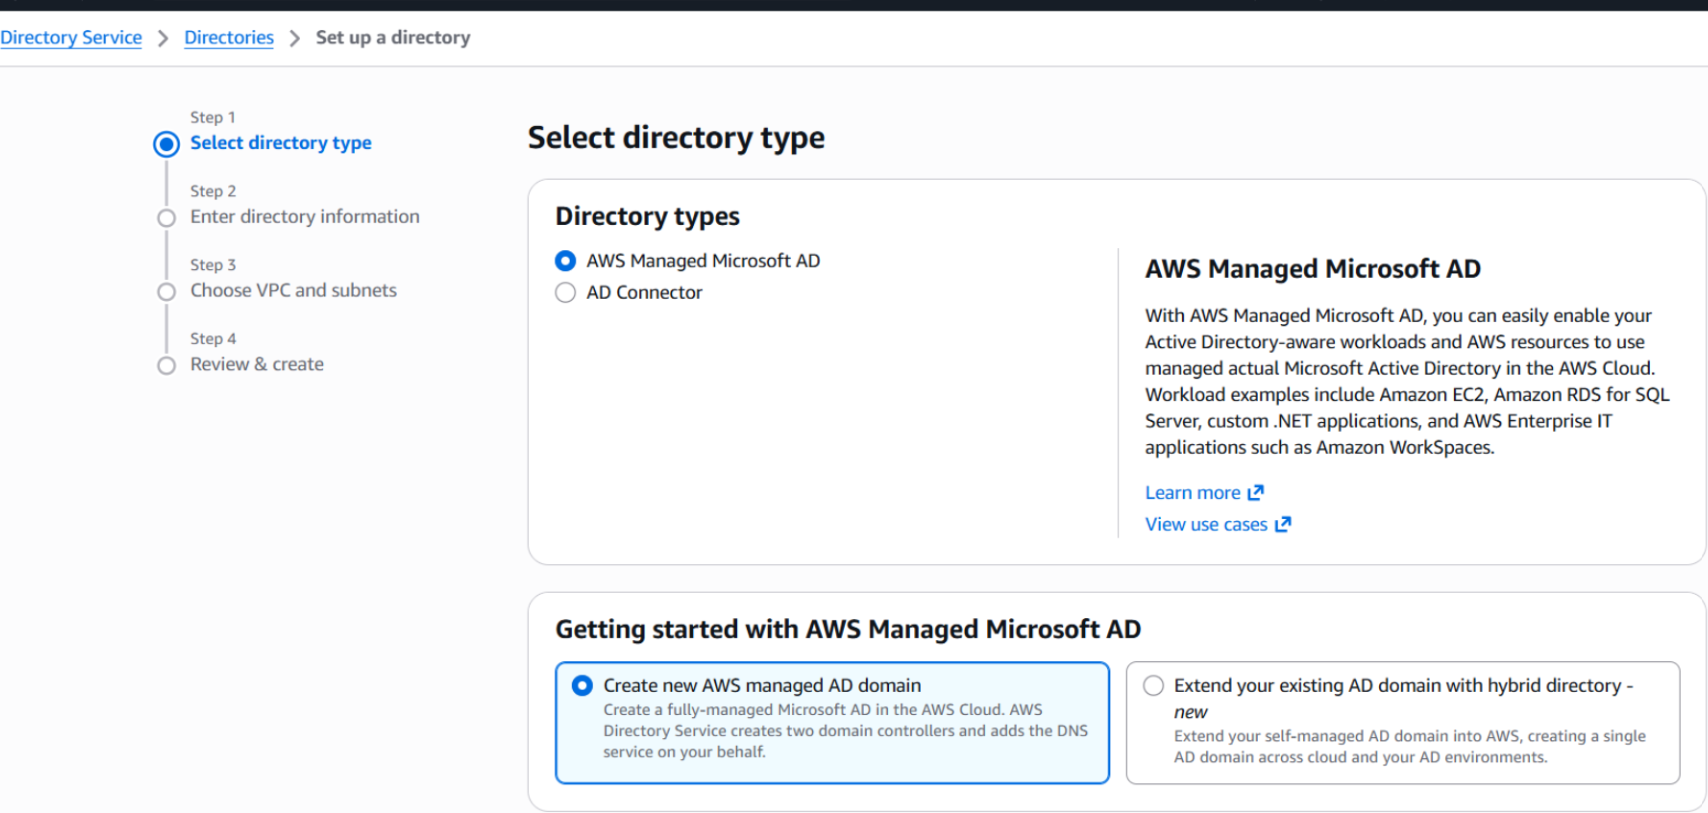 Directory Service > Directories > Set up a directory
Step 1
Select directory type
Step 2
Enter directory information
Step 3
Choose VPC and subnets
Step 4
Review & create
Select directory type
Directory types
AWS Managed Microsoft AD
AD Connector
AWS Managed Microsoft AD
With AWS Managed Microsoft AD, you can easily enable your
Active Directory-aware workloads and AWS resources to use
managed actual Microsoft Active Directory in the AWS Cloud.
Workload examples include Amazon EC2, Amazon RDS for SQL
Server, custom .NET applications, and AWS Enterprise IT
applications such as Amazon WorkSpaces.
Learn more
View use cases
Getting started with AWS Managed Microsoft AD
Create new AWS managed AD domain
Create a fully-managed Microsoft AD in the AWS Cloud. AWS
Directory Service creates two domain controllers and adds the DNS
service on your behalf.
Extend your existing AD domain with hybrid directory -
new
Extend your self-managed AD domain into AWS, creating a single
AD domain across cloud and your AD environments.